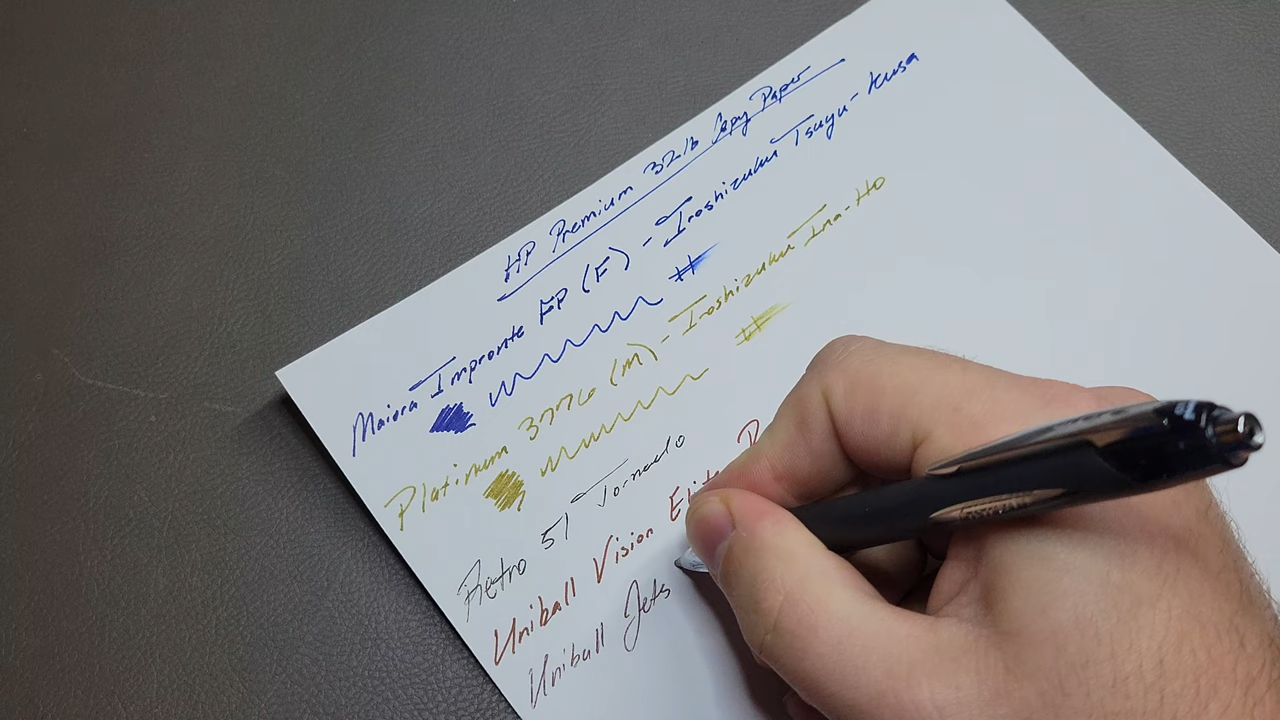 HP Premium 32lb Copy Paper
Maiora Impronte FP (F) - Iroshizuku Tsuyu-Kusa
#
Platinum 3776 (M) - Iroshizuku Ina-Ho
#
Retro 51 Tornado
Uniball Vision Elite
Uniball Jets